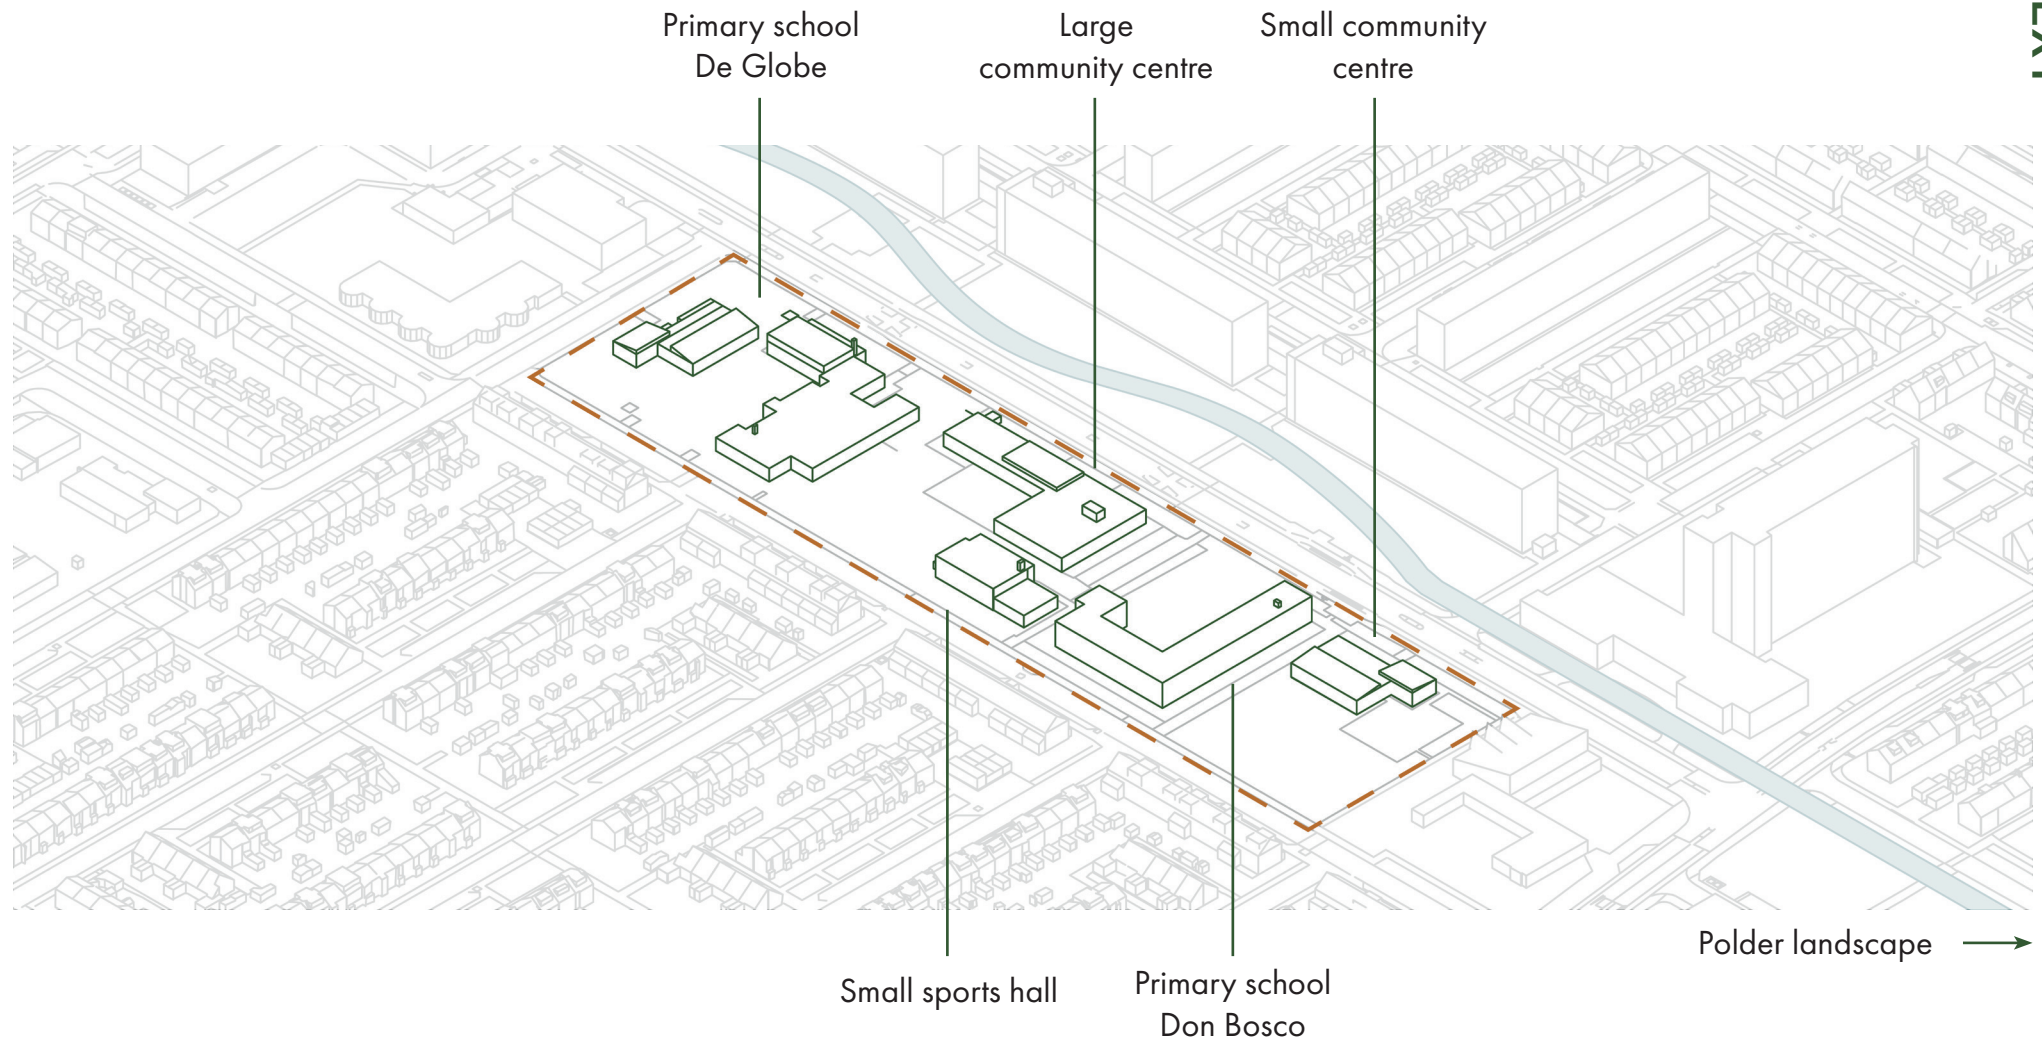 Primary school
De Globe
Large
community centre
Small community
centre
Polder landscape
Small sports hall
Primary school
Don Bosco